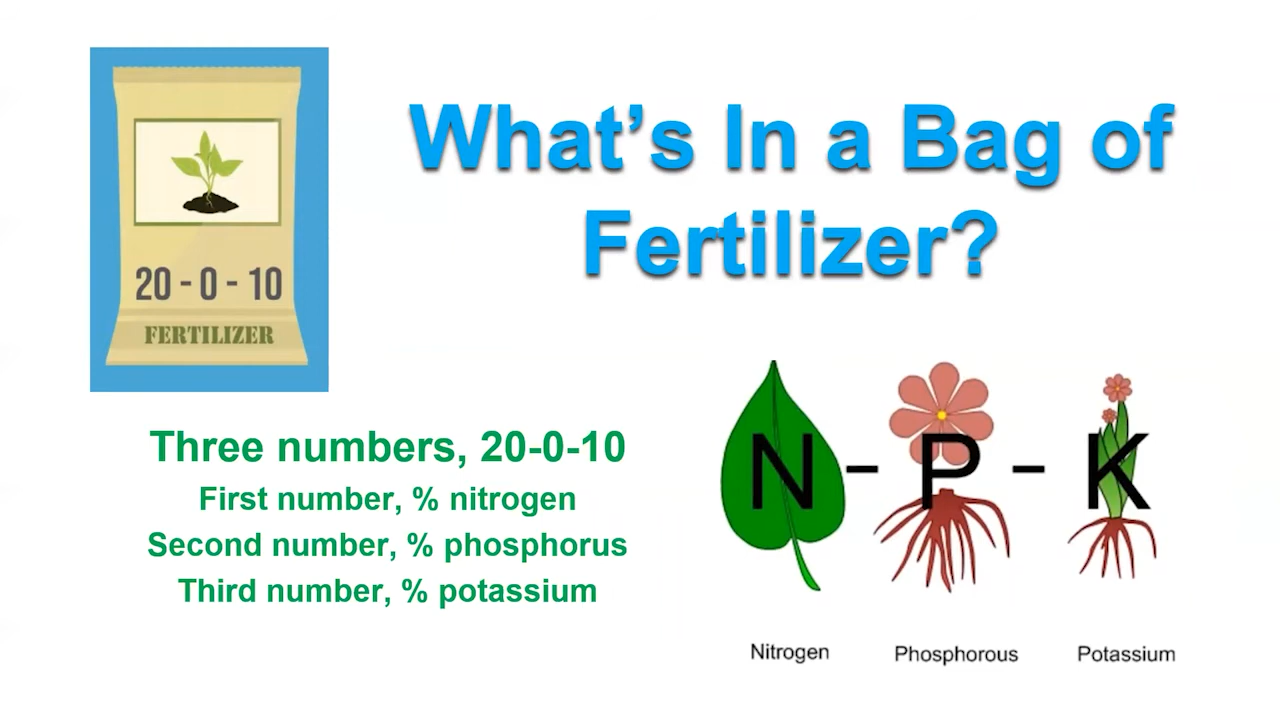 What's In a Bag of
Fertilizer?
20 - 0 - 10
FERTILIZER
Three numbers, 20-0-10
First number, % nitrogen
Second number, % phosphorus
Third number, % potassium
N - P - K
Nitrogen Phosphorous Potassium